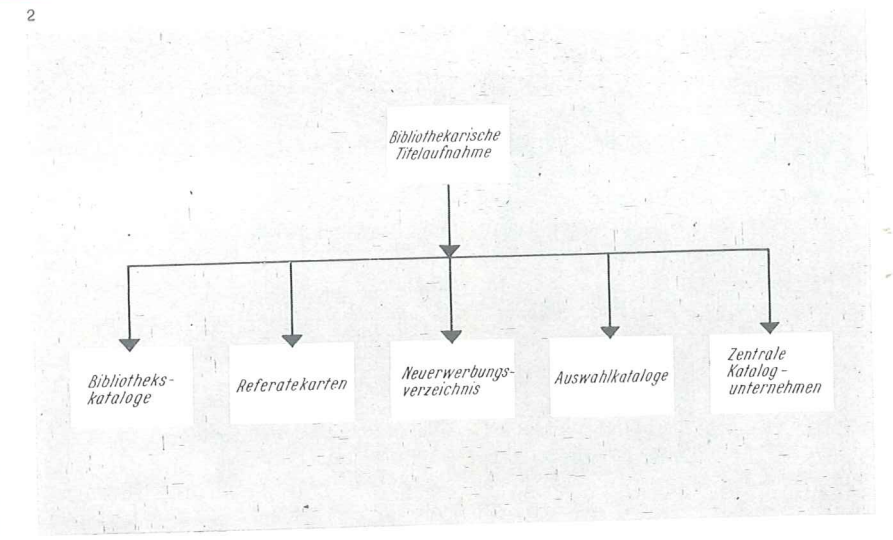 2
Bibliothekarische
Titelaufnahme
Bibliotheks-
kataloge
Referatekarten
Neuerwerbungs-
verzeichnis
Auswahlkataloge
Zentrale
Katalog-
unternehmen